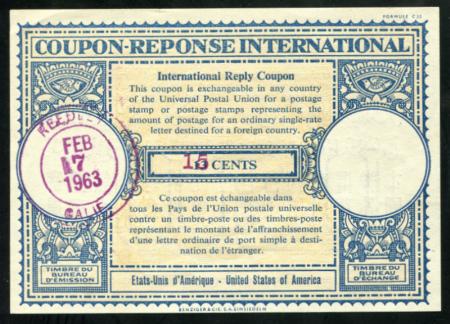 FORMULE C 22
COUPON-REPONSE INTERNATIONAL
International Reply Coupon
This coupon is exchangeable in any country
of the Universal Postal Union for a postage
stamp or postage stamps representing the
amount of postage for an ordinary single-rate
letter destined for a foreign country.
15 CENTS
Ce coupon est échangeable dans
tous les Pays de l'Union postale universelle
contre un timbre-poste ou des timbres-poste
représentant le montant de l'affranchissement
d'une lettre ordinaire de port simple à desti-
nation de l'étranger.
FEB
17
1963
CALIF.
TIMBRE DU
BUREAU
D'ÉMISSION
Etats-Unis d'Amérique - United States of America
TIMBRE DU
BUREAU
D'ÉCHANGE
BENZIGER & CIE. S.A. EINSIEDELN